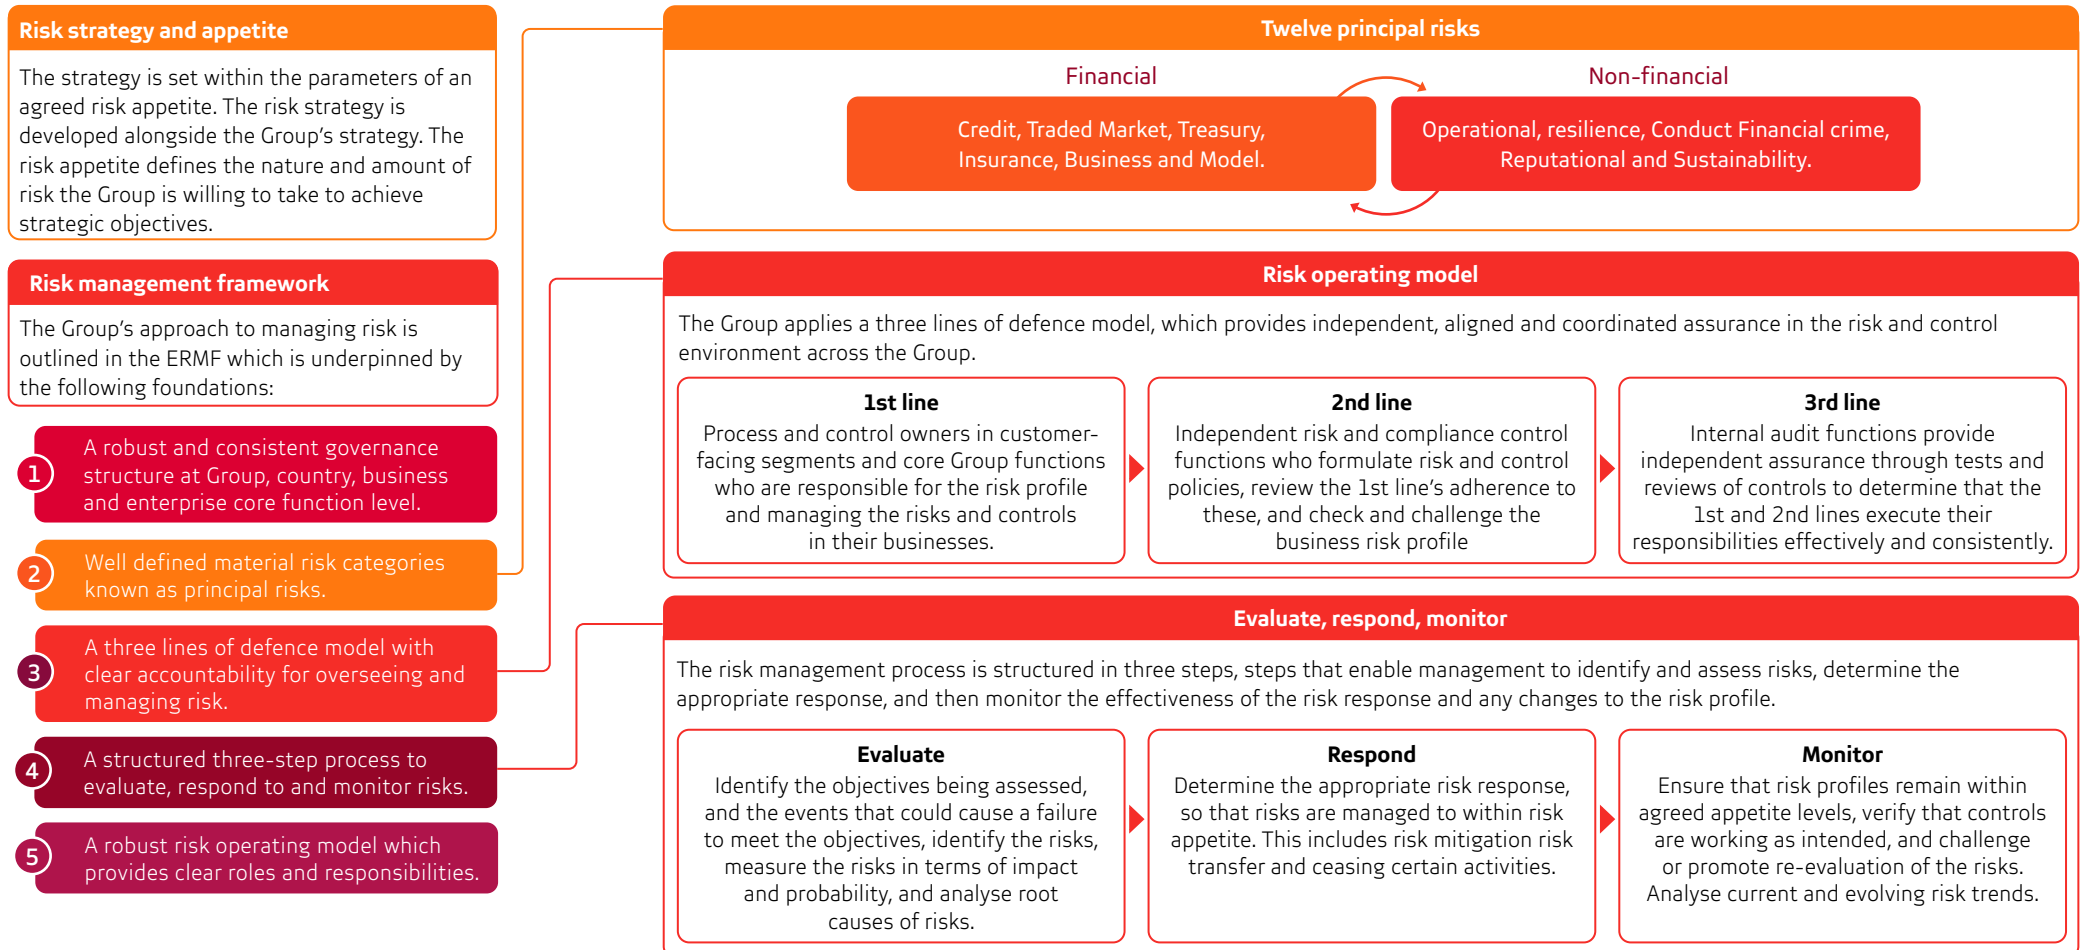 Risk strategy and appetite
The strategy is set within the parameters of an
agreed risk appetite. The risk strategy is
developed alongside the Group's strategy. The
risk appetite defines the nature and amount of
risk the Group is willing to take to achieve
strategic objectives.
Risk management framework
The Group's approach to managing risk is
outlined in the ERMF which is underpinned by
the following foundations:
1
A robust and consistent governance
structure at Group, country, business
and enterprise core function level.
2
Well defined material risk categories
known as principal risks.
3
A three lines of defence model with
clear accountability for overseeing and
managing risk.
4
A structured three-step process to
evaluate, respond to and monitor risks.
5
A robust risk operating model which
provides clear roles and responsibilities.
Twelve principal risks
Financial
Credit, Traded Market, Treasury,
Insurance, Business and Model.
Non-financial
Operational, resilience, Conduct Financial crime,
Reputational and Sustainability.
Risk operating model
The Group applies a three lines of defence model, which provides independent, aligned and coordinated assurance in the risk and control
environment across the Group.
1st line
Process and control owners in customer-
facing segments and core Group functions
who are responsible for the risk profile
and managing the risks and controls
in their businesses.
2nd line
Independent risk and compliance control
functions who formulate risk and control
policies, review the 1st line's adherence to
these, and check and challenge the
business risk profile
3rd line
Internal audit functions provide
independent assurance through tests and
reviews of controls to determine that the
1st and 2nd lines execute their
responsibilities effectively and consistently.
Evaluate, respond, monitor
The risk management process is structured in three steps, steps that enable management to identify and assess risks, determine the
appropriate response, and then monitor the effectiveness of the risk response and any changes to the risk profile.
Evaluate
Identify the objectives being assessed,
and the events that could cause a failure
to meet the objectives, identify the risks,
measure the risks in terms of impact
and probability, and analyse root
causes of risks.
Respond
Determine the appropriate risk response,
so that risks are managed to within risk
appetite. This includes risk mitigation risk
transfer and ceasing certain activities.
Monitor
Ensure that risk profiles remain within
agreed appetite levels, verify that controls
are working as intended, and challenge
or promote re-evaluation of the risks.
Analyse current and evolving risk trends.